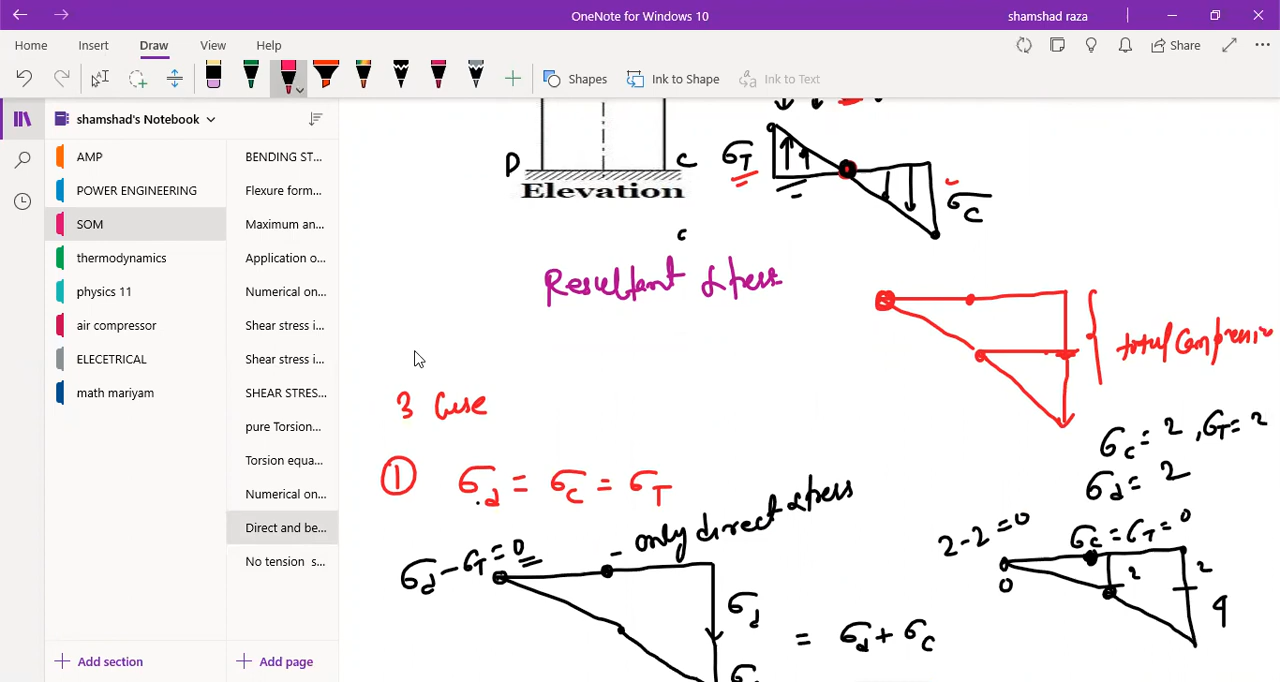 OneNote for Windows 10
shamshad raza
Home Insert Draw View Help
Share
Shapes
Ink to Shape
Ink to Text
shamshad's Notebook
AMP
POWER ENGINEERING
SOM
thermodynamics
physics 11
air compressor
ELECETRICAL
math mariyam
Add section
BENDING ST...
Flexure form...
Maximum an...
Application o...
Numerical on...
Shear stress i...
Shear stress i...
SHEAR STRES...
pure Torsion...
Torsion equa...
Numerical on...
Direct and be...
No tension s...
Add page
D C
Elevation
c
σT
σC
Resultant stress
total Compressio
3 Case
① σd = σC = σT
only direct stress
σd - σT = 0
σd
= σd + σC
σC = 2, σT = 2
σd = 2
2-2=0
σC = σT = 0
0
2
2
4